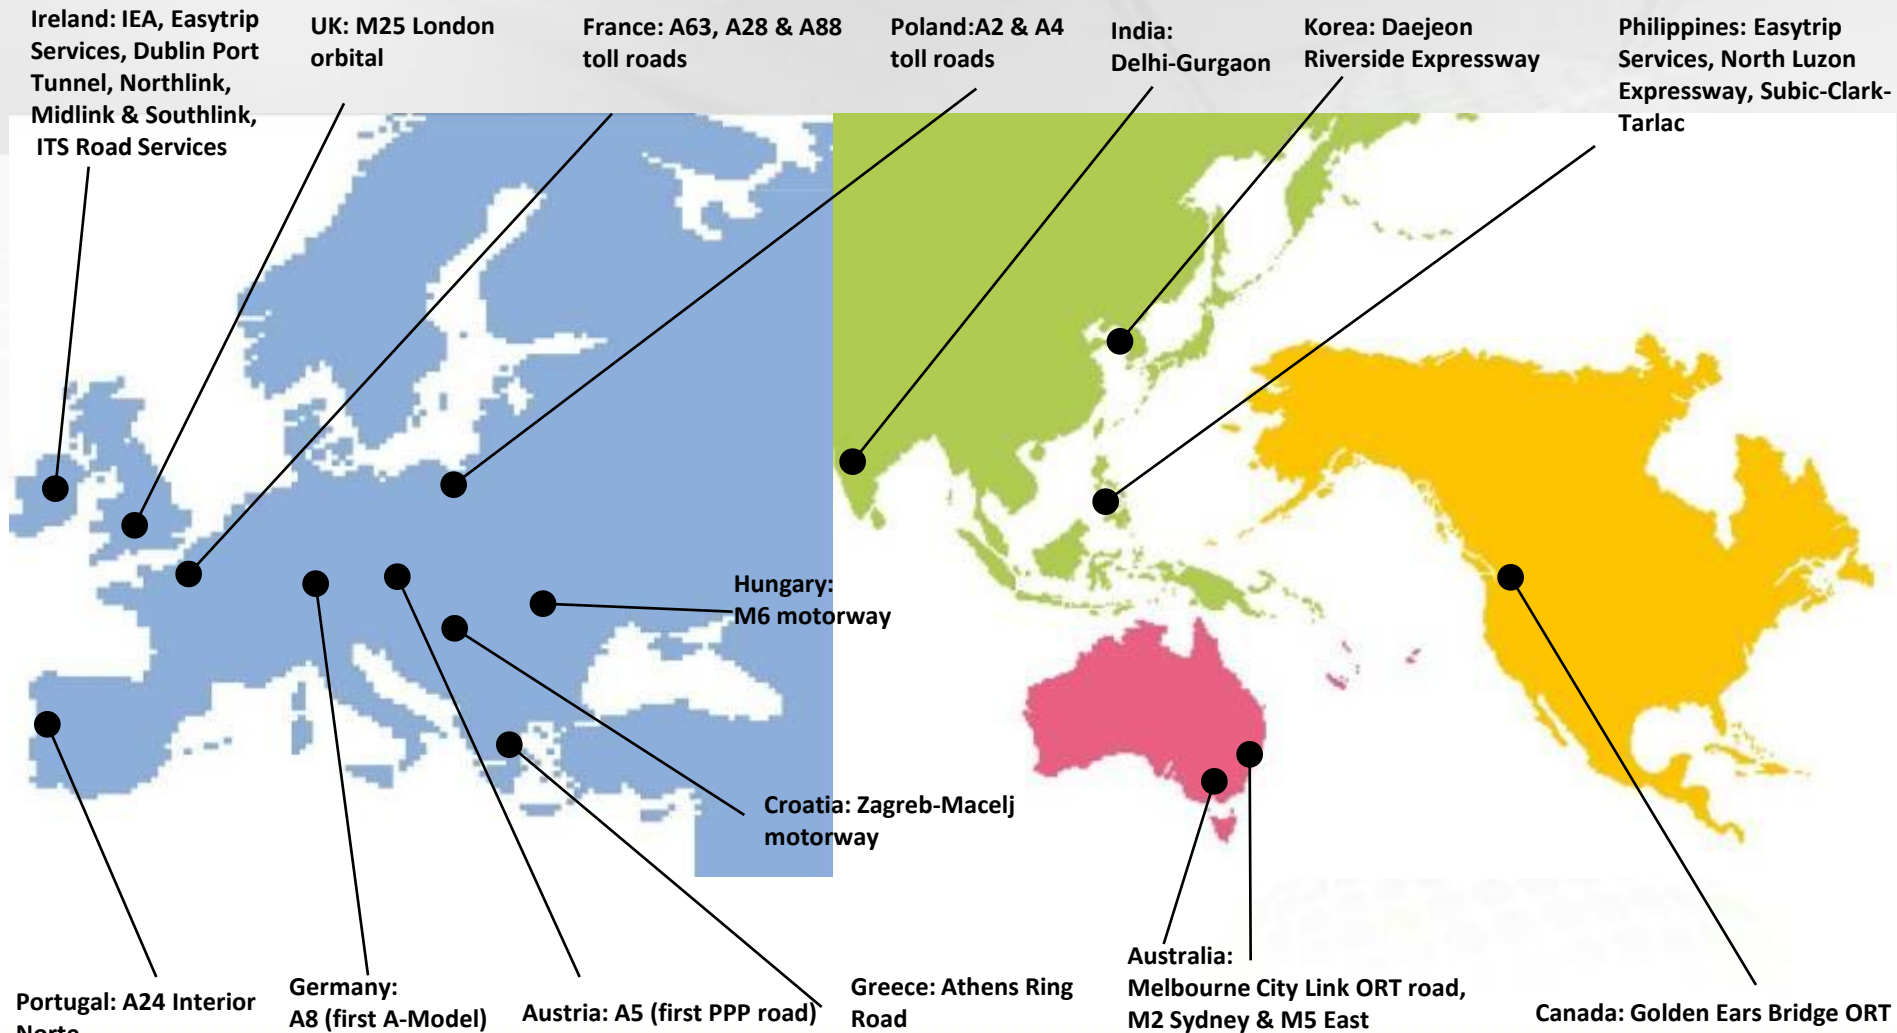 Ireland: IEA, Easytrip
Services, Dublin Port
Tunnel, Northlink,
Midlink & Southlink,
ITS Road Services
UK: M25 London
orbital
France: A63, A28 & A88
toll roads
Poland:A2 & A4
toll roads
India:
Delhi-Gurgaon
Korea: Daejeon
Riverside Expressway
Philippines: Easytrip
Services, North Luzon
Expressway, Subic-Clark-
Tarlac
Hungary:
M6 motorway
Croatia: Zagreb-Macelj
motorway
Portugal: A24 Interior
Norte
Germany:
A8 (first A-Model)
Austria: A5 (first PPP road)
Greece: Athens Ring
Road
Australia:
Melbourne City Link ORT road,
M2 Sydney & M5 East
Canada: Golden Ears Bridge ORT